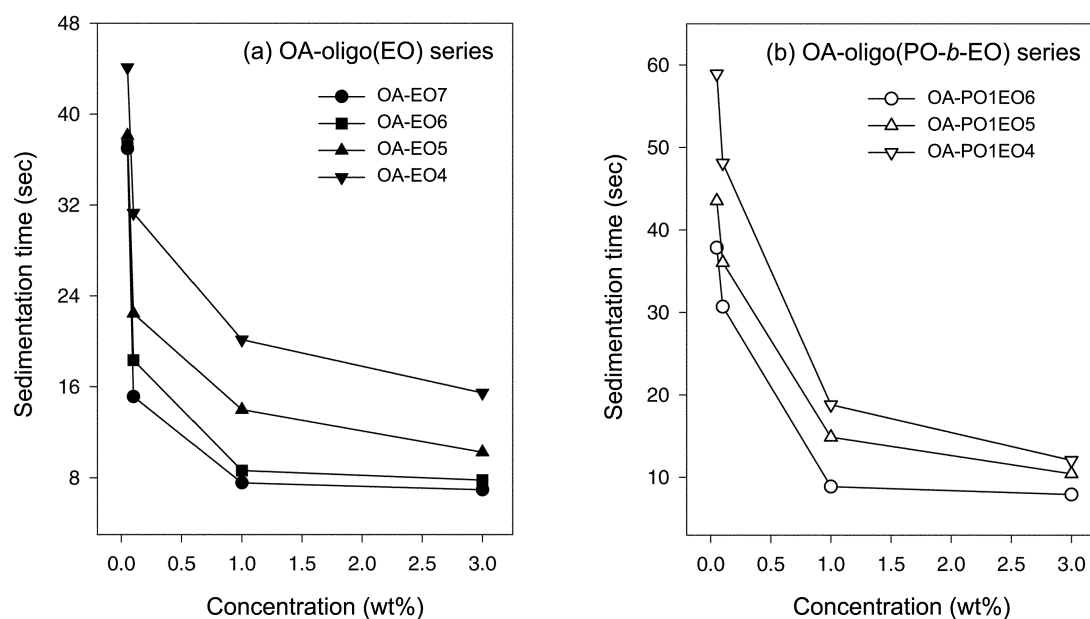 (a) OA-oligo(EO) series
OA-EO7
OA-EO6
OA-EO5
OA-EO4
48
40
32
24
16
8
Sedimentation time (sec)
0.0 0.5 1.0 1.5 2.0 2.5 3.0
Concentration (wt%)
(b) OA-oligo(PO-b-EO) series
OA-PO1EO6
OA-PO1EO5
OA-PO1EO4
60
50
40
30
20
10
Sedimentation time (sec)
0.0 0.5 1.0 1.5 2.0 2.5 3.0
Concentration (wt%)